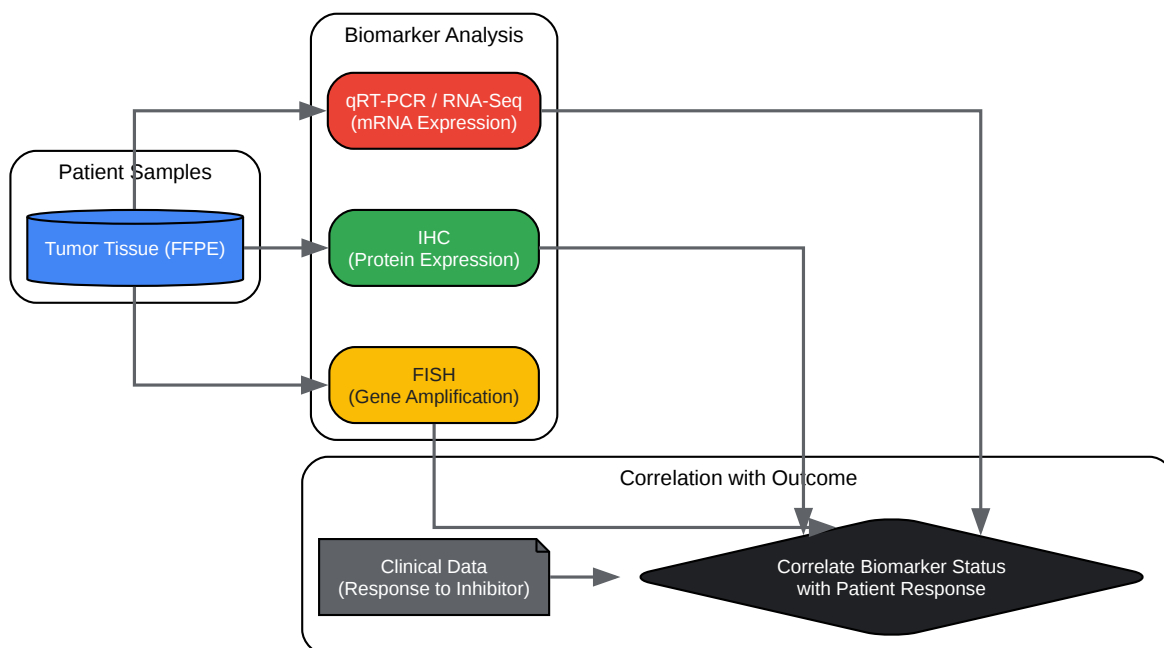 Biomarker Analysis
qRT-PCR / RNA-Seq
(mRNA Expression)
Patient Samples
Tumor Tissue (FFPE)
IHC
(Protein Expression)
FISH
(Gene Amplification)
Correlation with Outcome
Clinical Data
(Response to Inhibitor)
Correlate Biomarker Status
with Patient Response